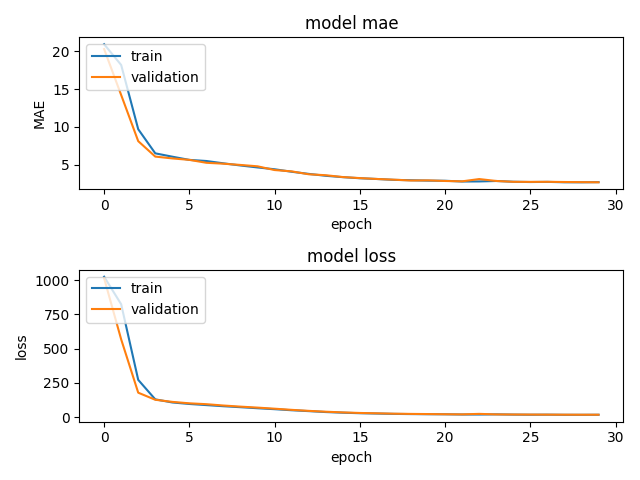 model mae
20
15
10
5
MAE
train
validation
0 5 10 15 20 25 30
epoch
model loss
1000
750
500
250
0
loss
train
validation
0 5 10 15 20 25 30
epoch